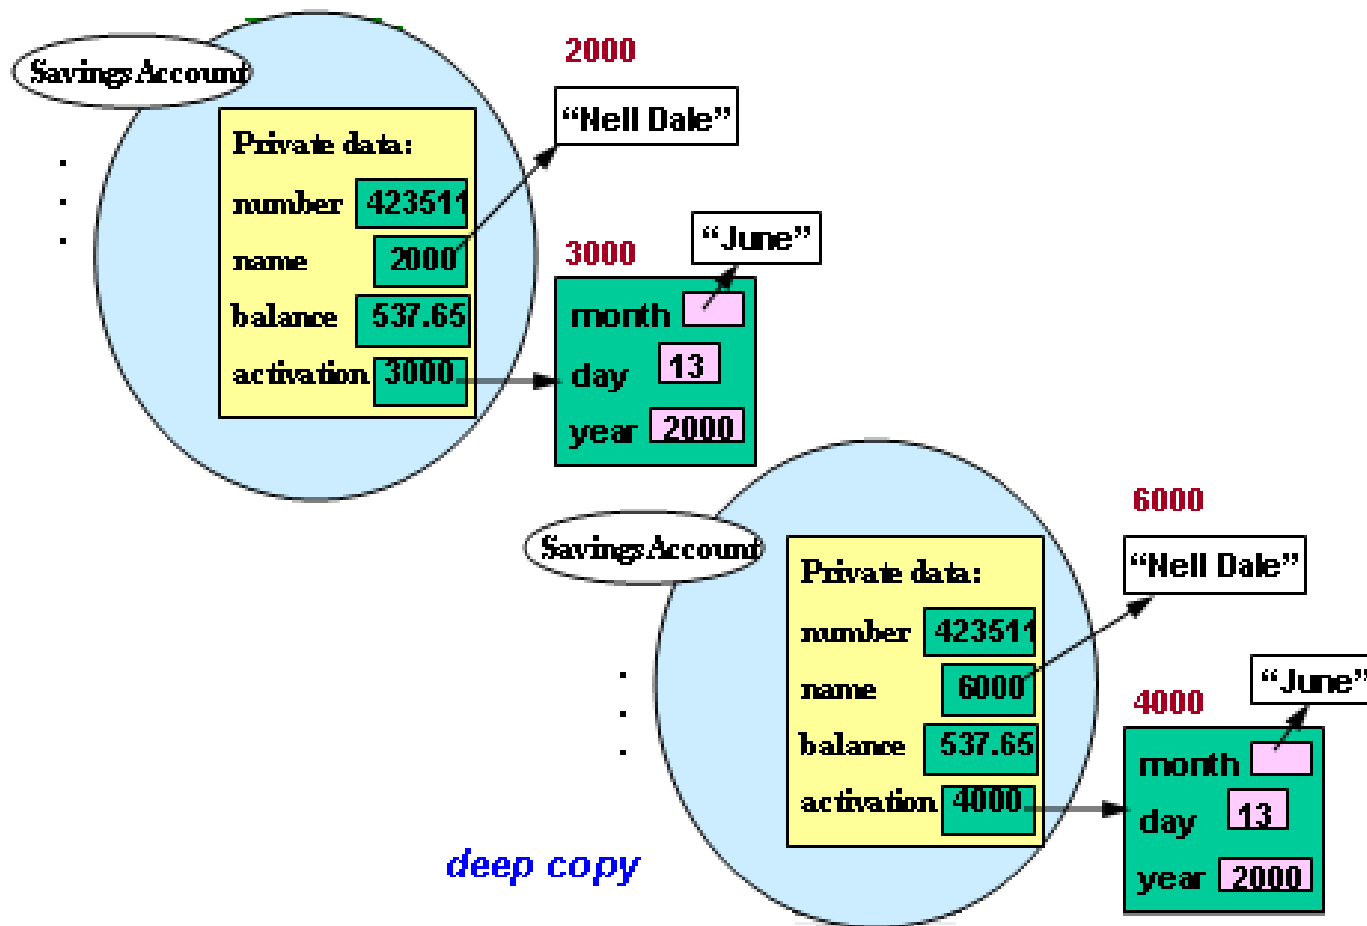 2000
SavingsAccount
“Nell Dale”
Private data:
number 423511
name 2000
balance 537.65
activation 3000
3000
“June”
month
day 13
year 2000
SavingsAccount
Private data:
number 423511
name 6000
balance 537.65
activation 4000
6000
“Nell Dale”
4000
“June”
month
day 13
year 2000
deep copy